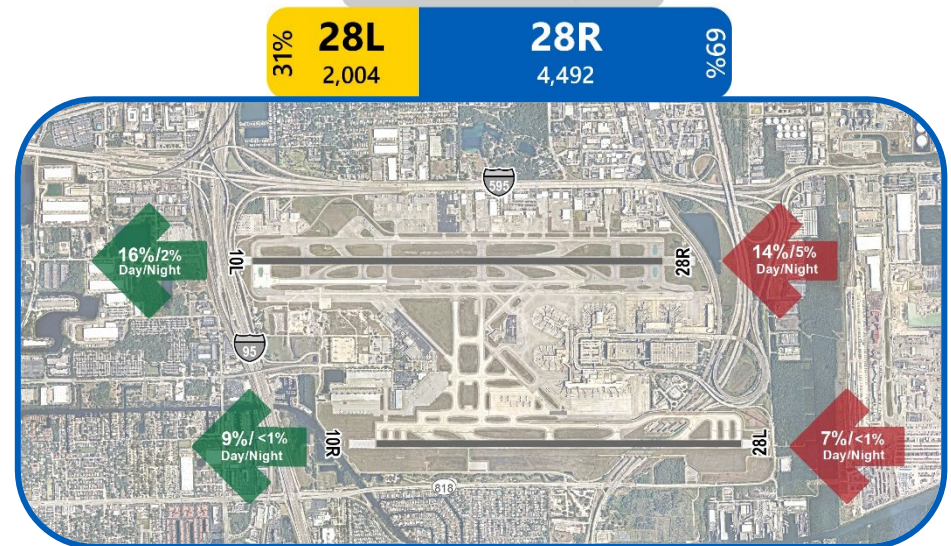 31%
28L
2,004
28R
4,492
69%
595
16%/2%
Day/Night
10L
28R
14%/5%
Day/Night
95
9%/ <1%
Day/Night
10R
28L
7%/<1%
Day/Night
818